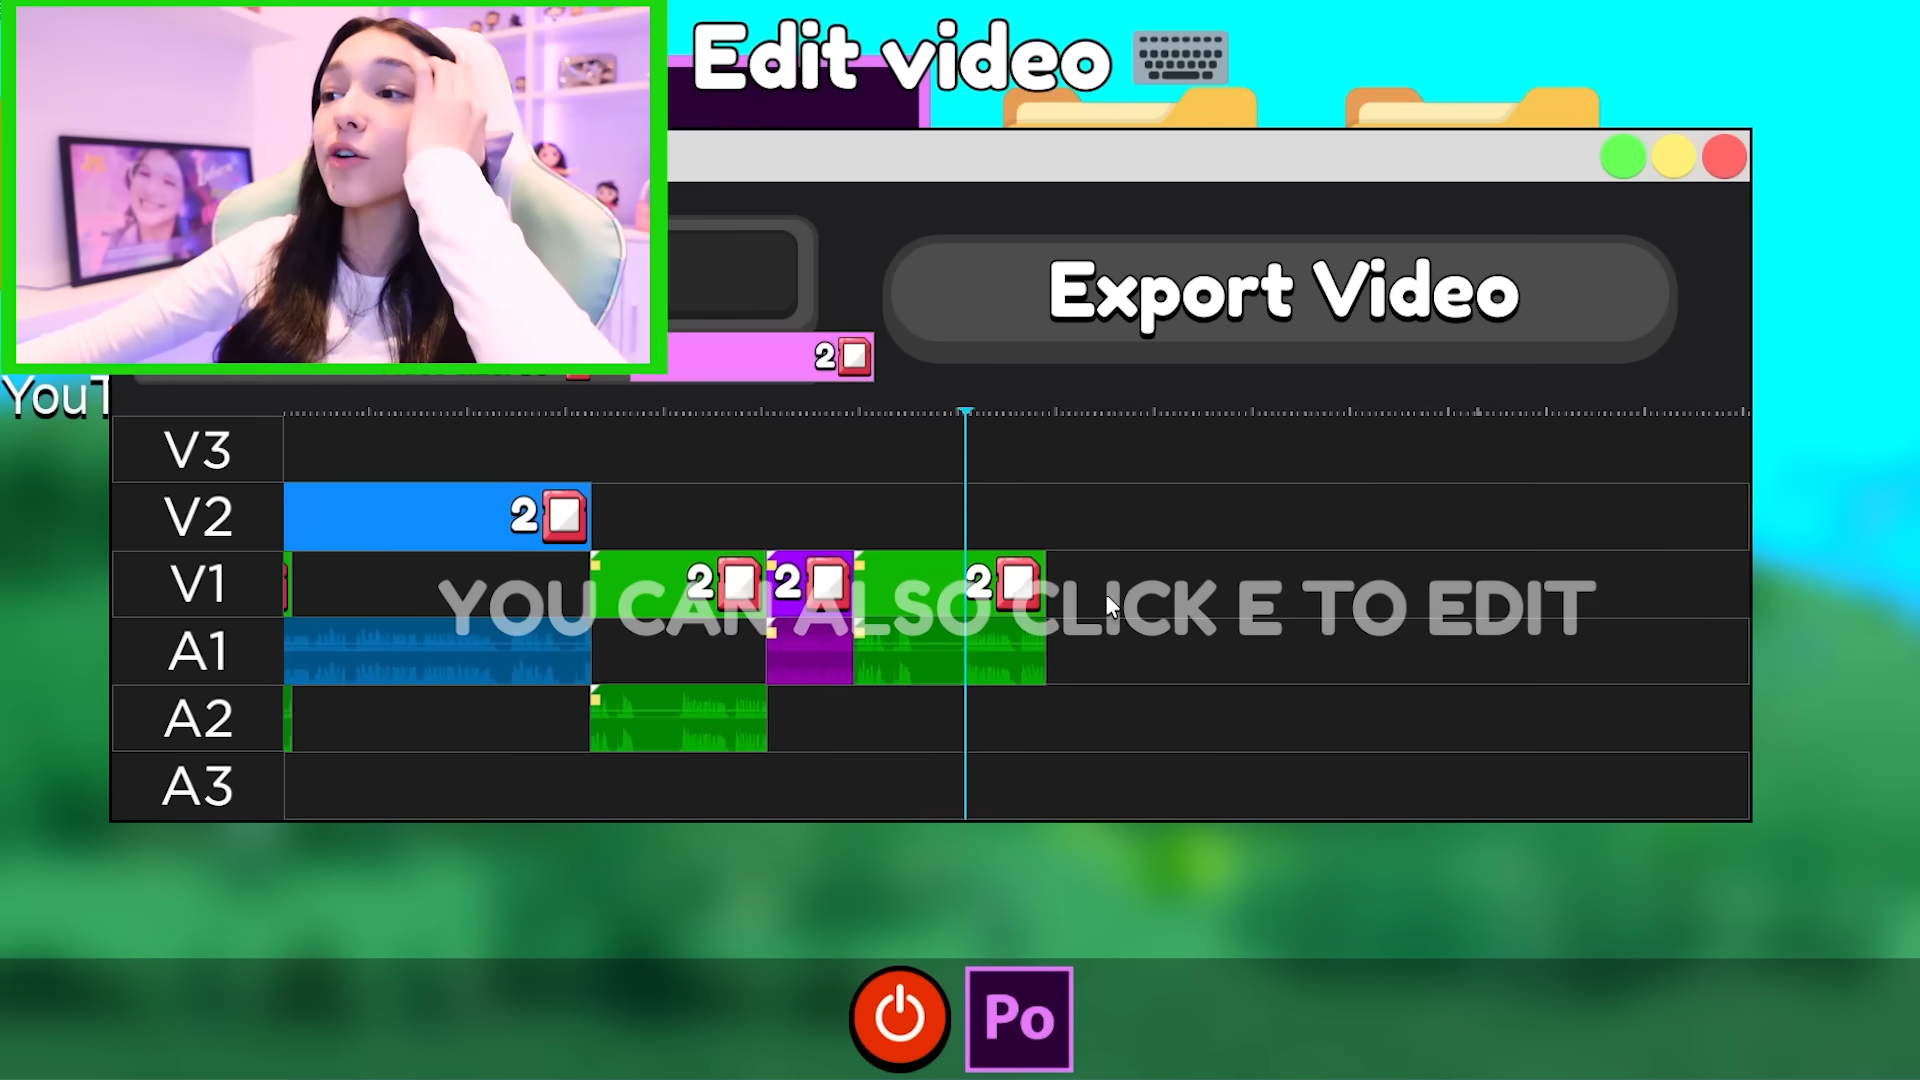 Edit video
Export Video
2
YouT
V3
V2
2
V1
2
2
2
YOU CAN ALSO CLICK E TO EDIT
A1
A2
A3
Po